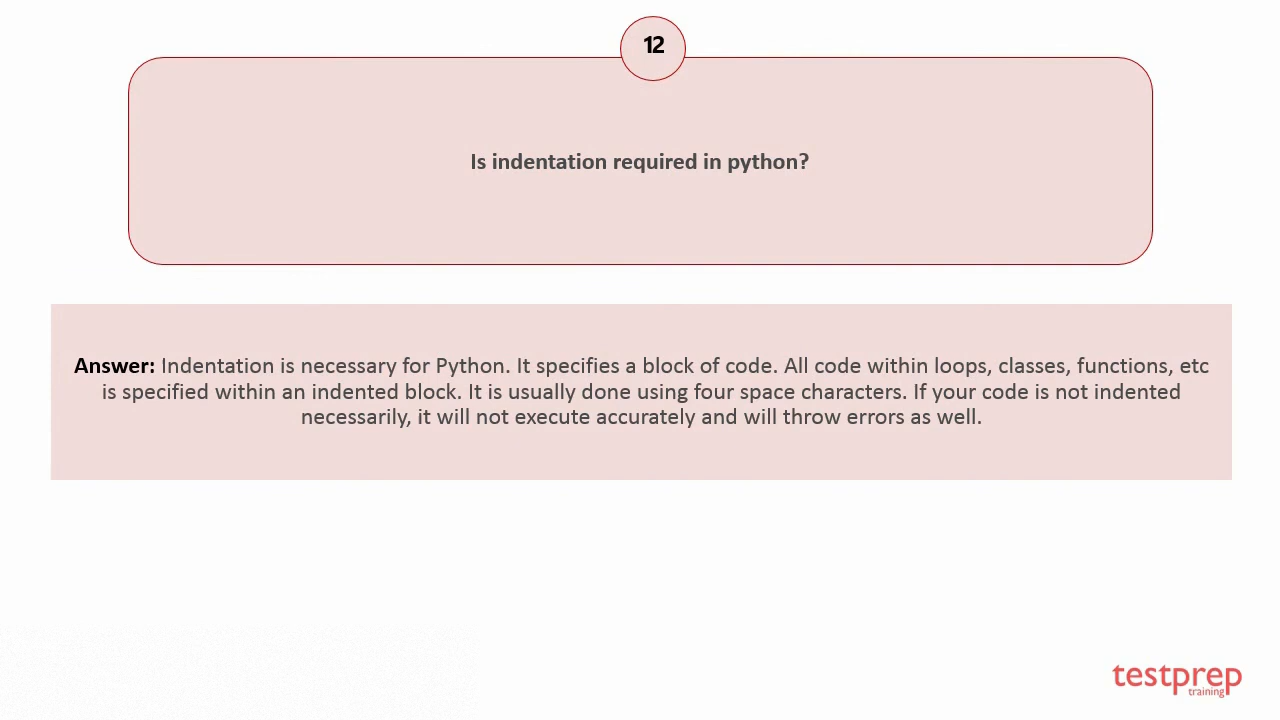 12
Is indentation required in python?
Answer: Indentation is necessary for Python. It specifies a block of code. All code within loops, classes, functions, etc
is specified within an indented block. It is usually done using four space characters. If your code is not indented
necessarily, it will not execute accurately and will throw errors as well.
testprep
training